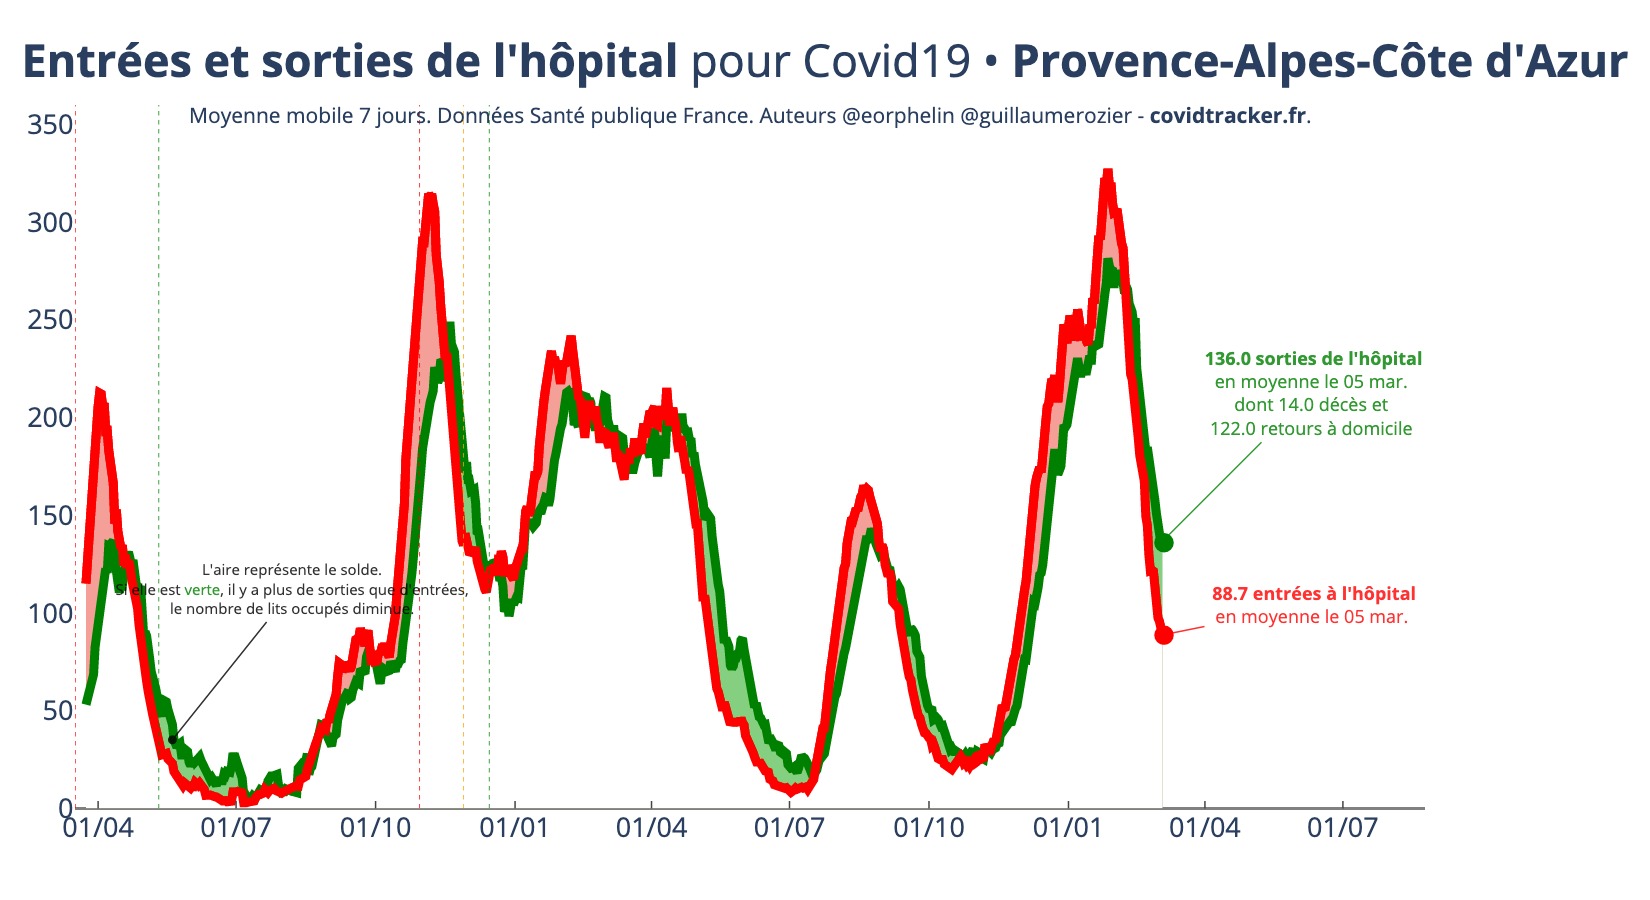 Entrées et sorties de l'hôpital pour Covid19 • Provence-Alpes-Côte d'Azur
Moyenne mobile 7 jours. Données Santé publique France. Auteurs @eorphelin @guillaumerozier - covidtracker.fr.
350
300
250
200
150
100
50
0
136.0 sorties de l'hôpital
en moyenne le 05 mar.
dont 14.0 décès et
122.0 retours à domicile
L'aire représente le solde.
Si elle est verte, il y a plus de sorties que d'entrées,
le nombre de lits occupés diminue.
88.7 entrées à l'hôpital
en moyenne le 05 mar.
01/04 01/07 01/10 01/01 01/04 01/07 01/10 01/01 01/04 01/07